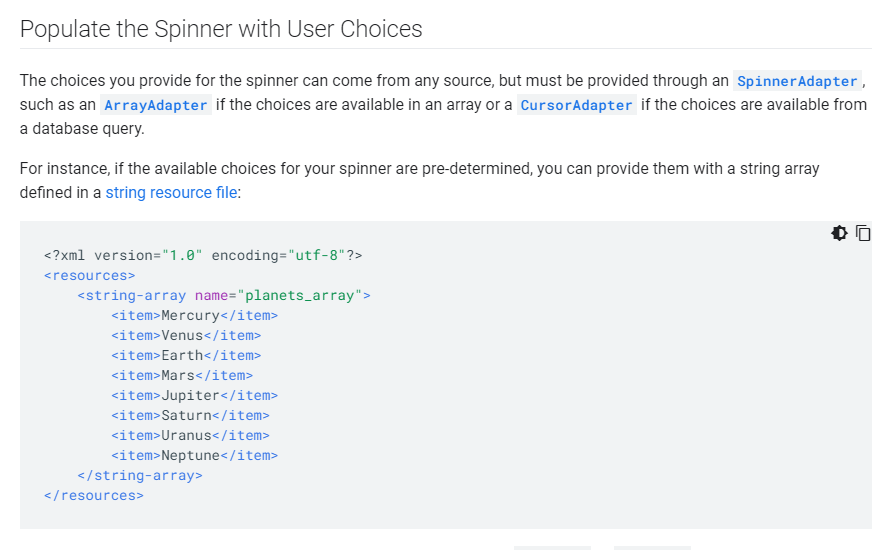 Populate the Spinner with User Choices
The choices you provide for the spinner can come from any source, but must be provided through an SpinnerAdapter,
such as an ArrayAdapter if the choices are available in an array or a CursorAdapter if the choices are available from
a database query.
For instance, if the available choices for your spinner are pre-determined, you can provide them with a string array
defined in a string resource file:
<?xml version="1.0" encoding="utf-8"?>
<resources>
    <string-array name="planets_array">
        <item>Mercury</item>
        <item>Venus</item>
        <item>Earth</item>
        <item>Mars</item>
        <item>Jupiter</item>
        <item>Saturn</item>
        <item>Uranus</item>
        <item>Neptune</item>
    </string-array>
</resources>